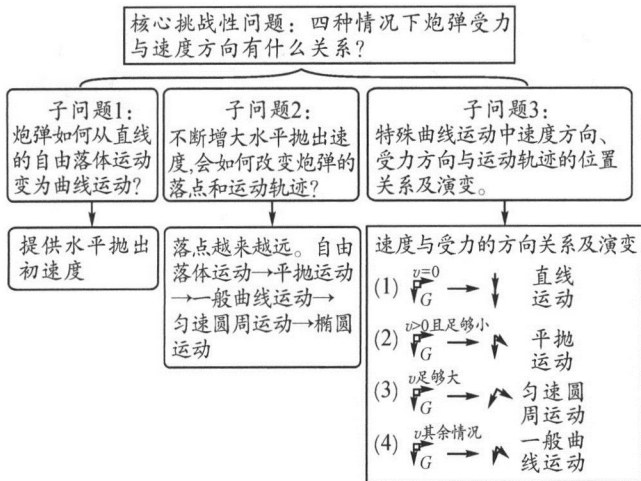 核心挑战性问题：四种情况下炮弹受力
与速度方向有什么关系？
子问题1：
炮弹如何从直线
的自由落体运动
变为曲线运动？
子问题2：
不断增大水平抛出速
度,会如何改变炮弹的
落点和运动轨迹？
子问题3：
特殊曲线运动中速度方向、
受力方向与运动轨迹的位置
关系及演变。
提供水平抛出
初速度
落点越来越远。自由
落体运动→平抛运动
→一般曲线运动→
匀速圆周运动→椭圆
运动
速度与受力的方向关系及演变
(1) v=0 G 直线
运动
(2) v>0且足够小 G 平抛
运动
(3) v足够大 G 匀速圆
周运动
(4) v其余情况 G 一般曲
线运动